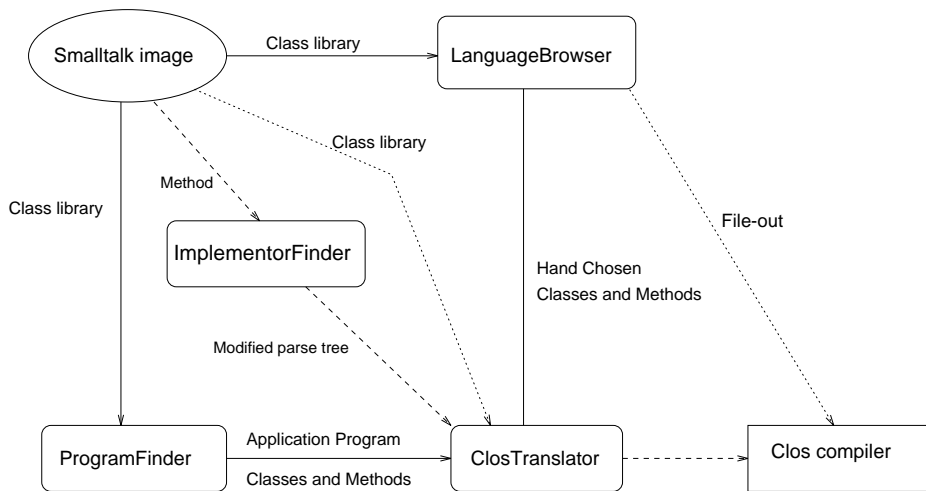 Smalltalk image
Class library
LanguageBrowser
Class library
Method
Class library
File-out
ImplementorFinder
Hand Chosen
Classes and Methods
Modified parse tree
Application Program
ProgramFinder
ClosTranslator
Clos compiler
Classes and Methods